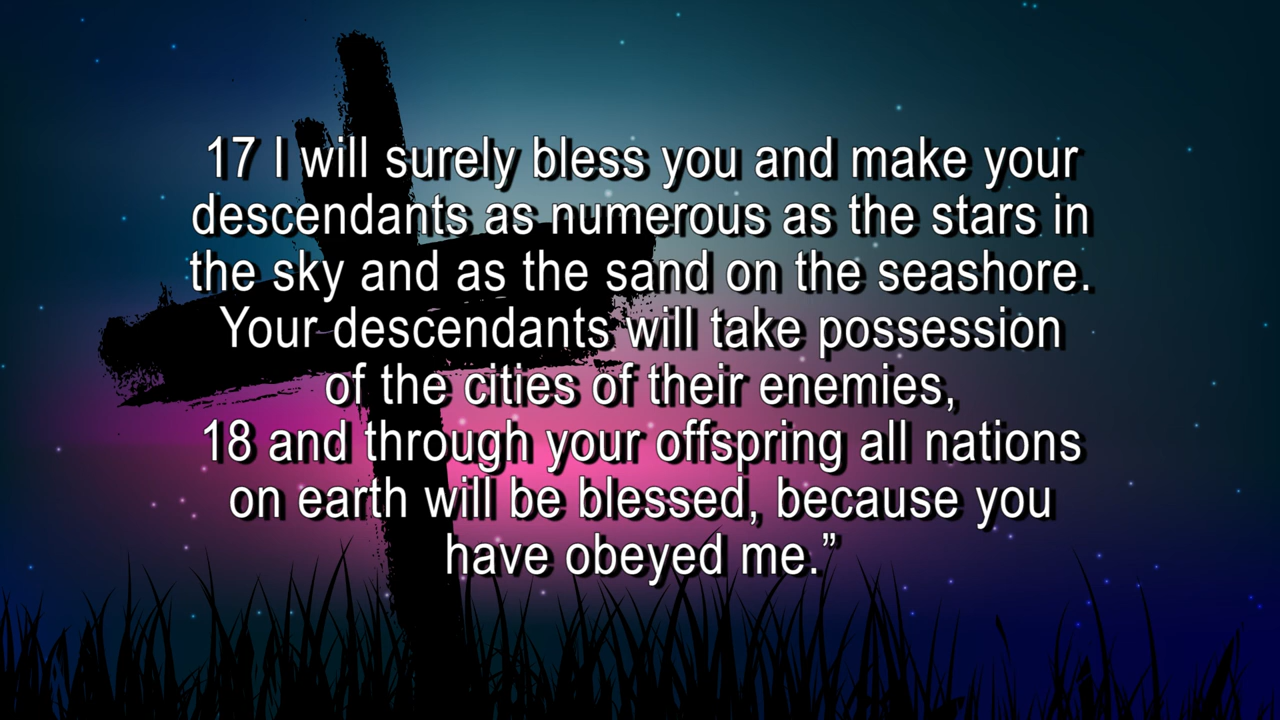 17 I will surely bless you and make your
descendants as numerous as the stars in
the sky and as the sand on the seashore.
Your descendants will take possession
of the cities of their enemies,
18 and through your offspring all nations
on earth will be blessed, because you
have obeyed me.”